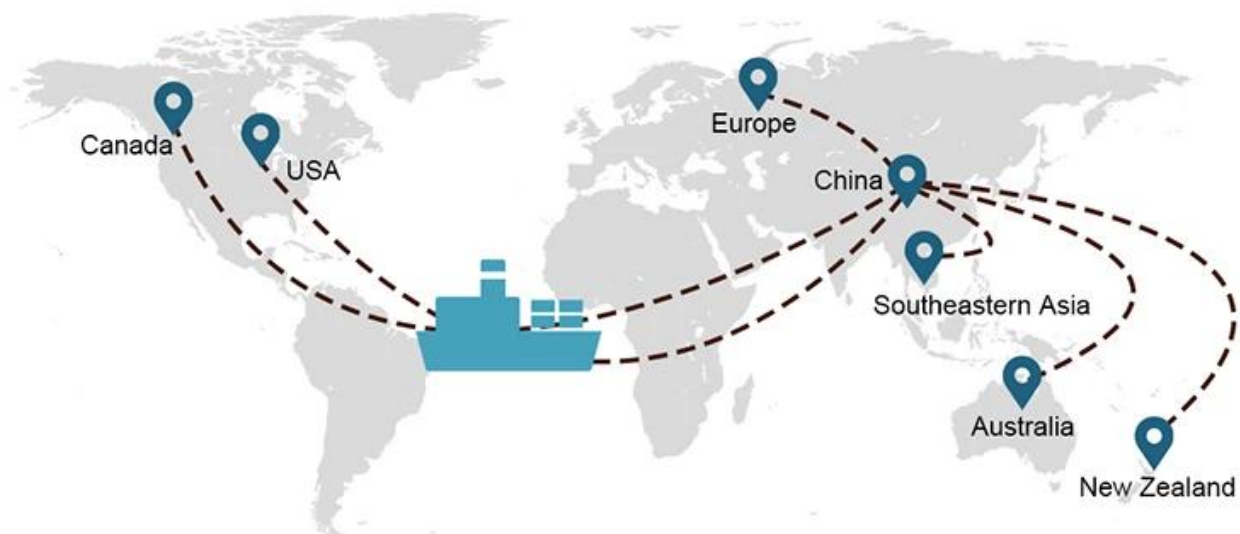 Canada
USA
Europe
China
Southeastern Asia
Australia
New Zealand